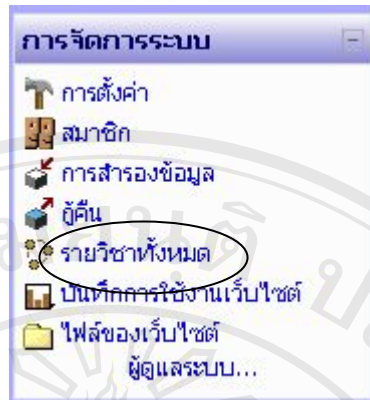 การจัดการระบบ
การตั้งค่า
สมาชิก
การสำรองข้อมูล
กู้คืน
รายวิชาทั้งหมด
บันทึกการใช้งานเว็บไซต์
ไฟล์ของเว็บไซต์
ผู้ดูแลระบบ...